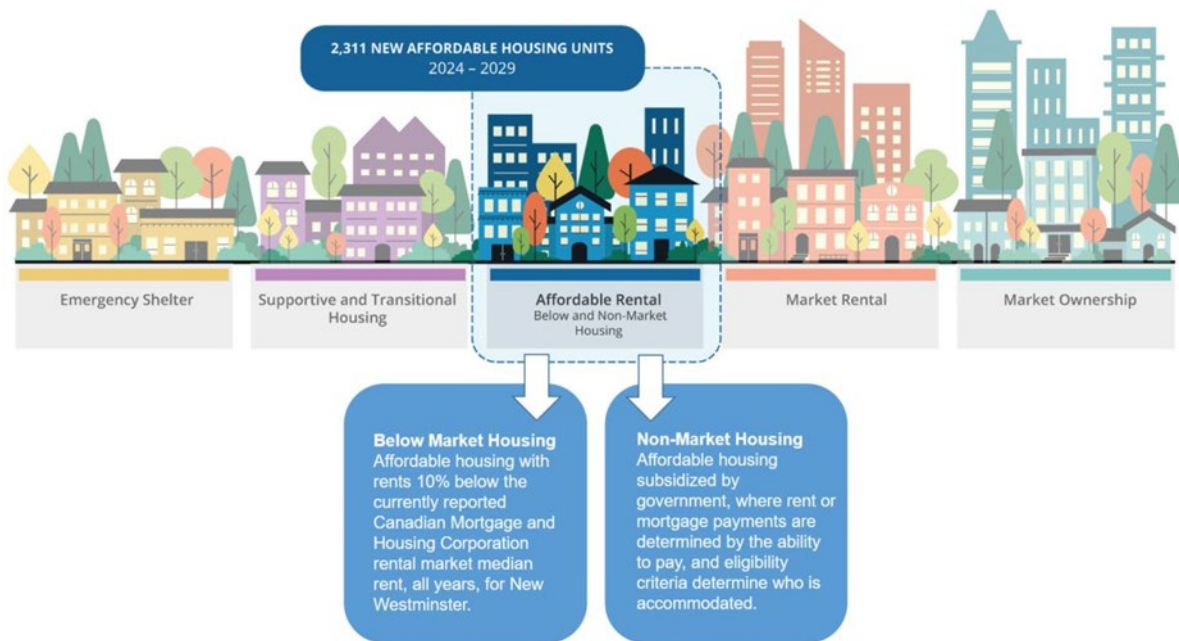 2,311 NEW AFFORDABLE HOUSING UNITS
2024 – 2029
Emergency Shelter
Supportive and Transitional
Housing
Affordable Rental
Below and Non-Market
Housing
Market Rental
Market Ownership
Below Market Housing
Affordable housing with
rents 10% below the
currently reported
Canadian Mortgage and
Housing Corporation
rental market median
rent, all years, for New
Westminster.
Non-Market Housing
Affordable housing
subsidized by
government, where rent or
mortgage payments are
determined by the ability
to pay, and eligibility
criteria determine who is
accommodated.